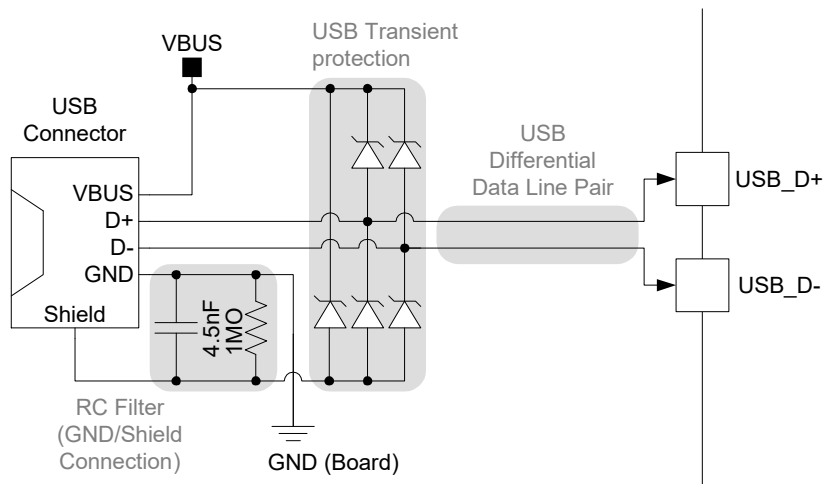 VBUS
USB Transient
protection
USB
Connector
USB
Differential
Data Line Pair
VBUS
D+
D-
GND
Shield
USB_D+
USB_D-
4.5nF
1MO
RC Filter
(GND/Shield
Connection)
GND (Board)